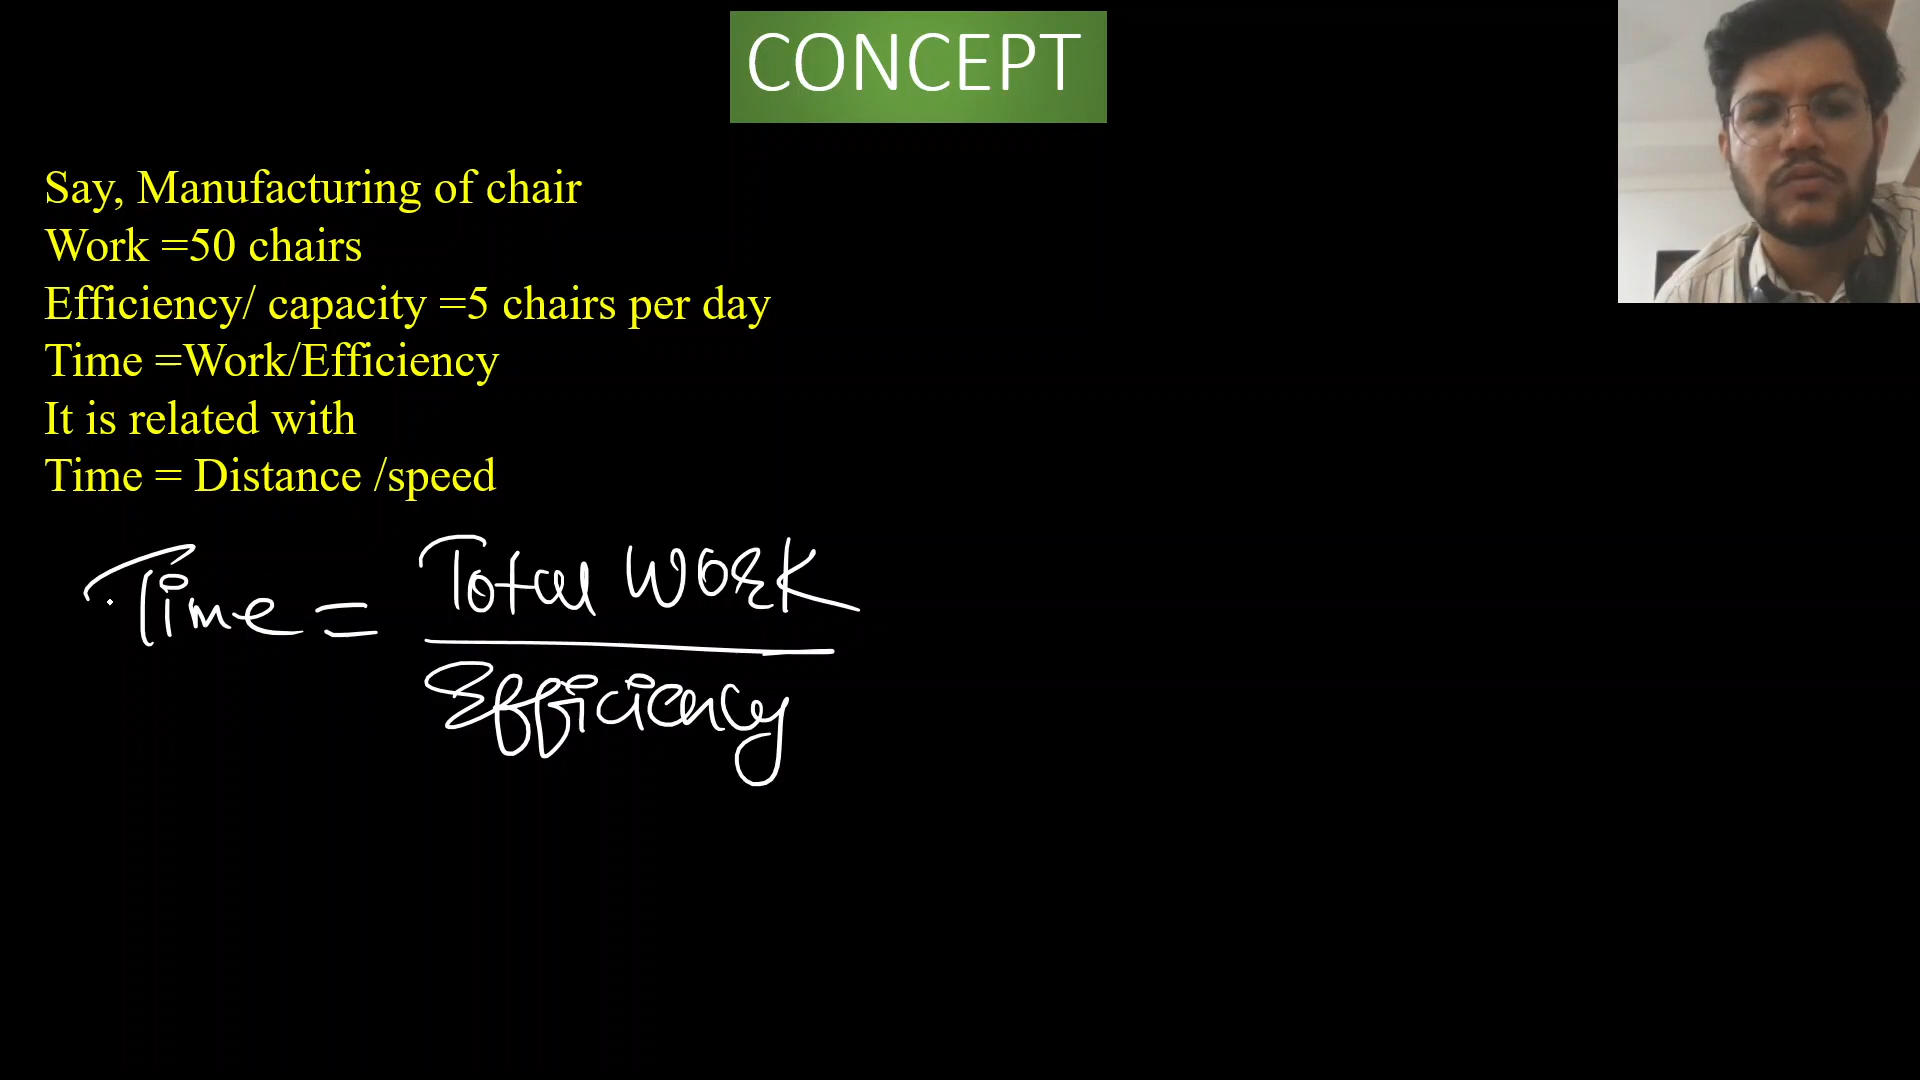 CONCEPT
Say, Manufacturing of chair
Work =50 chairs
Efficiency/ capacity =5 chairs per day
Time =Work/Efficiency
It is related with
Time = Distance /speed
Time = Total Work
Efficiency